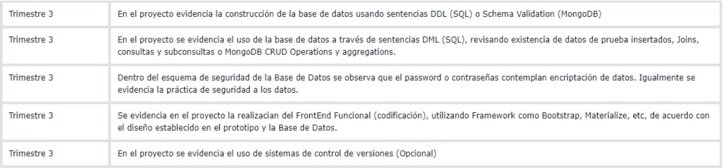 Trimestre 3 En el proyecto evidencia la construcción de la base de datos usando sentencias DDL (SQL) o Schema Validation (MongoDB)
Trimestre 3 En el proyecto se evidencia el uso de la base de datos a través de sentencias DML (SQL), revisando existencia de datos de prueba insertados, Joins,
consultas y subconsultas o MongoDB CRUD Operations y aggregations.
Trimestre 3 Dentro del esquema de seguridad de la Base de Datos se observa que el password o contraseñas contemplan encriptación de datos. Igualmente se
evidencia la práctica de seguridad a los datos.
Trimestre 3 Se evidencia en el proyecto la realizacian del FrontEnd Funcional (codificación), utilizando Framework como Bootstrap, Materialize, etc, de acuerdo con
el diseño establecido en el prototipo y la Base de Datos.
Trimestre 3 En el proyecto se evidencia el uso de sistemas de control de versiones (Opcional)